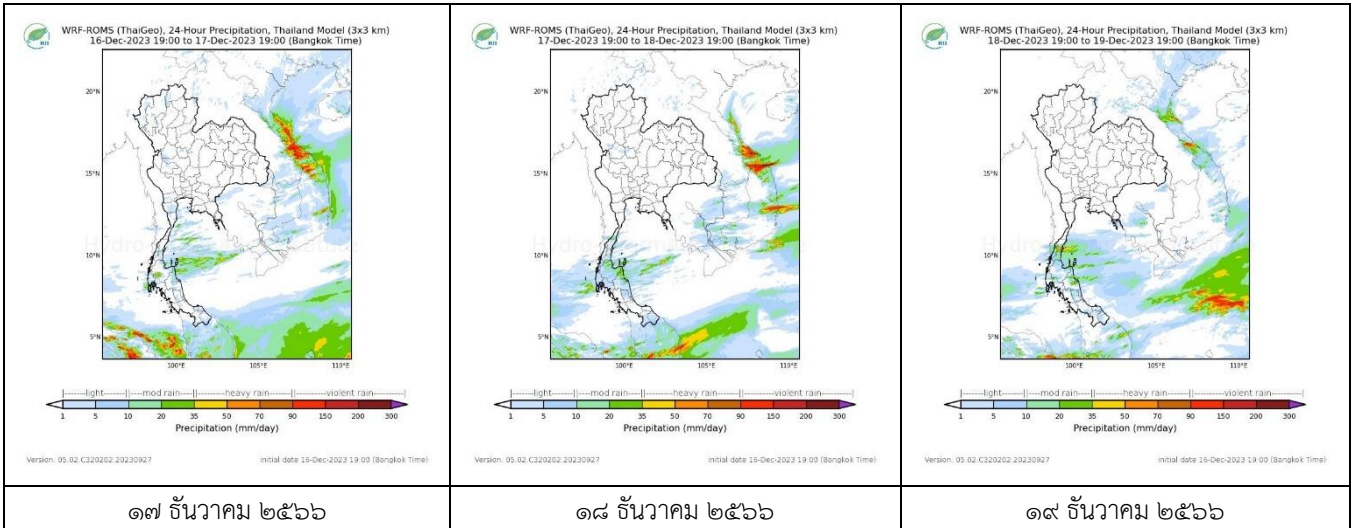 HII
WRF-ROMS (ThaiGeo), 24-Hour Precipitation, Thailand Model (3x3 km)
16-Dec-2023 19:00 to 17-Dec-2023 19:00 (Bangkok Time)
20°N
15°N
10°N
5°N
100°E 105°E 110°E
light mod rain heavy rain violent rain
1 5 10 20 35 50 70 90 150 200 300
Precipitation (mm/day)
Version: 05.02.C320202.20230927 initial date 16-Dec-2023 19:00 (Bangkok Time)
๑๗ ธันวาคม ๒๕๖๖
HII
WRF-ROMS (ThaiGeo), 24-Hour Precipitation, Thailand Model (3x3 km)
17-Dec-2023 19:00 to 18-Dec-2023 19:00 (Bangkok Time)
20°N
15°N
10°N
5°N
100°E 105°E 110°E
light mod rain heavy rain violent rain
1 5 10 20 35 50 70 90 150 200 300
Precipitation (mm/day)
Version: 05.02.C320202.20230927 initial date 16-Dec-2023 19:00 (Bangkok Time)
๑๘ ธันวาคม ๒๕๖๖
HII
WRF-ROMS (ThaiGeo), 24-Hour Precipitation, Thailand Model (3x3 km)
18-Dec-2023 19:00 to 19-Dec-2023 19:00 (Bangkok Time)
20°N
15°N
10°N
5°N
100°E 105°E 110°E
light mod rain heavy rain violent rain
1 5 10 20 35 50 70 90 150 200 300
Precipitation (mm/day)
Version: 05.02.C320202.20230927 initial date 16-Dec-2023 19:00 (Bangkok Time)
๑๙ ธันวาคม ๒๕๖๖